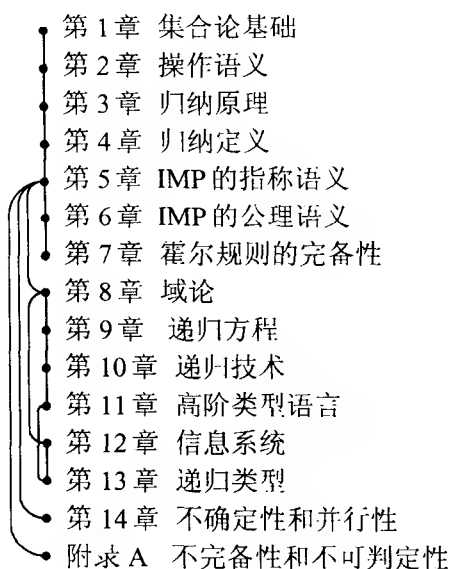 第1章 集合论基础
第2章 操作语义
第3章 归纳原理
第4章 归纳定义
第5章 IMP的指称语义
第6章 IMP的公理语义
第7章 霍尔规则的完备性
第8章 域论
第9章 递归方程
第10章 递归技术
第11章 高阶类型语言
第12章 信息系统
第13章 递归类型
第14章 不确定性和并行性
附录A 不完备性和不可判定性